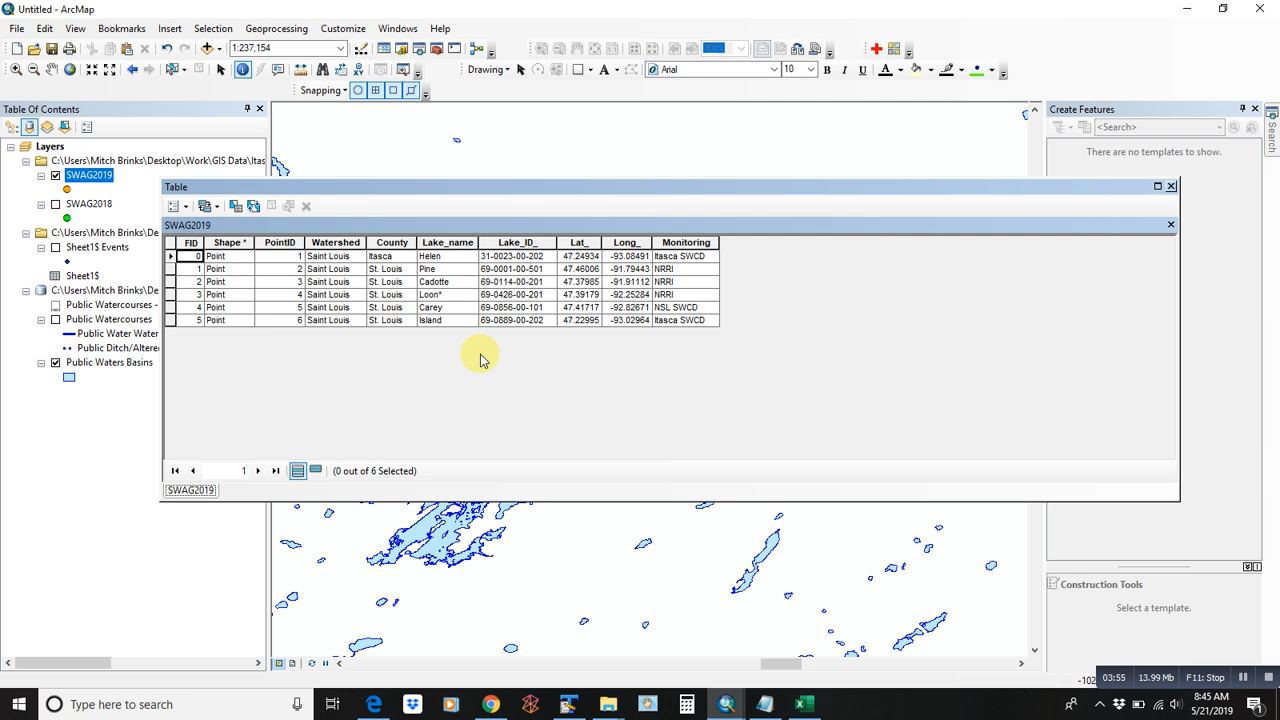 Untitled - ArcMap
File Edit View Bookmarks Insert Selection Geoprocessing Customize Windows Help
1:237,154
Drawing Arial 10 B I U A
Snapping
Table Of Contents
Layers
C:\Users\Mitch Brinks\Desktop\Work\GIS Data\Itas
SWAG2019
SWAG2018
C:\Users\Mitch Brinks\De
Sheet1$ Events
Sheet1$
C:\Users\Mitch Brinks\De
Public Watercourses -
Public Watercourses
Public Water Water
Public Ditch/Altere
Public Waters Basins
Table
SWAG2019
FID Shape * PointID Watershed County Lake_name Lake_ID_ Lat_ Long_ Monitoring
0 Point 1 Saint Louis Itasca Helen 31-0023-00-202 47.24934 -93.08491 Itasca SWCD
1 Point 2 Saint Louis St. Louis Pine 69-0001-00-501 47.46006 -91.79443 NRRI
2 Point 3 Saint Louis St. Louis Cadotte 69-0114-00-201 47.37985 -91.91112 NRRI
3 Point 4 Saint Louis St. Louis Loon* 69-0426-01-200 47.39179 -92.25284 NRRI
4 Point 5 Saint Louis St. Louis Carey 69-0856-00-101 47.41717 -92.82671 NSL SWCD
5 Point 6 Saint Louis St. Louis Island 69-0889-00-202 47.22995 -93.02964 Itasca SWCD
1 (0 out of 6 Selected)
SWAG2019
Create Features
<Search>
There are no templates to show.
Search
Construction Tools
Select a template.
-102
03:55 13.99 Mb F11: Stop
Type here to search
8:45 AM
5/21/2019